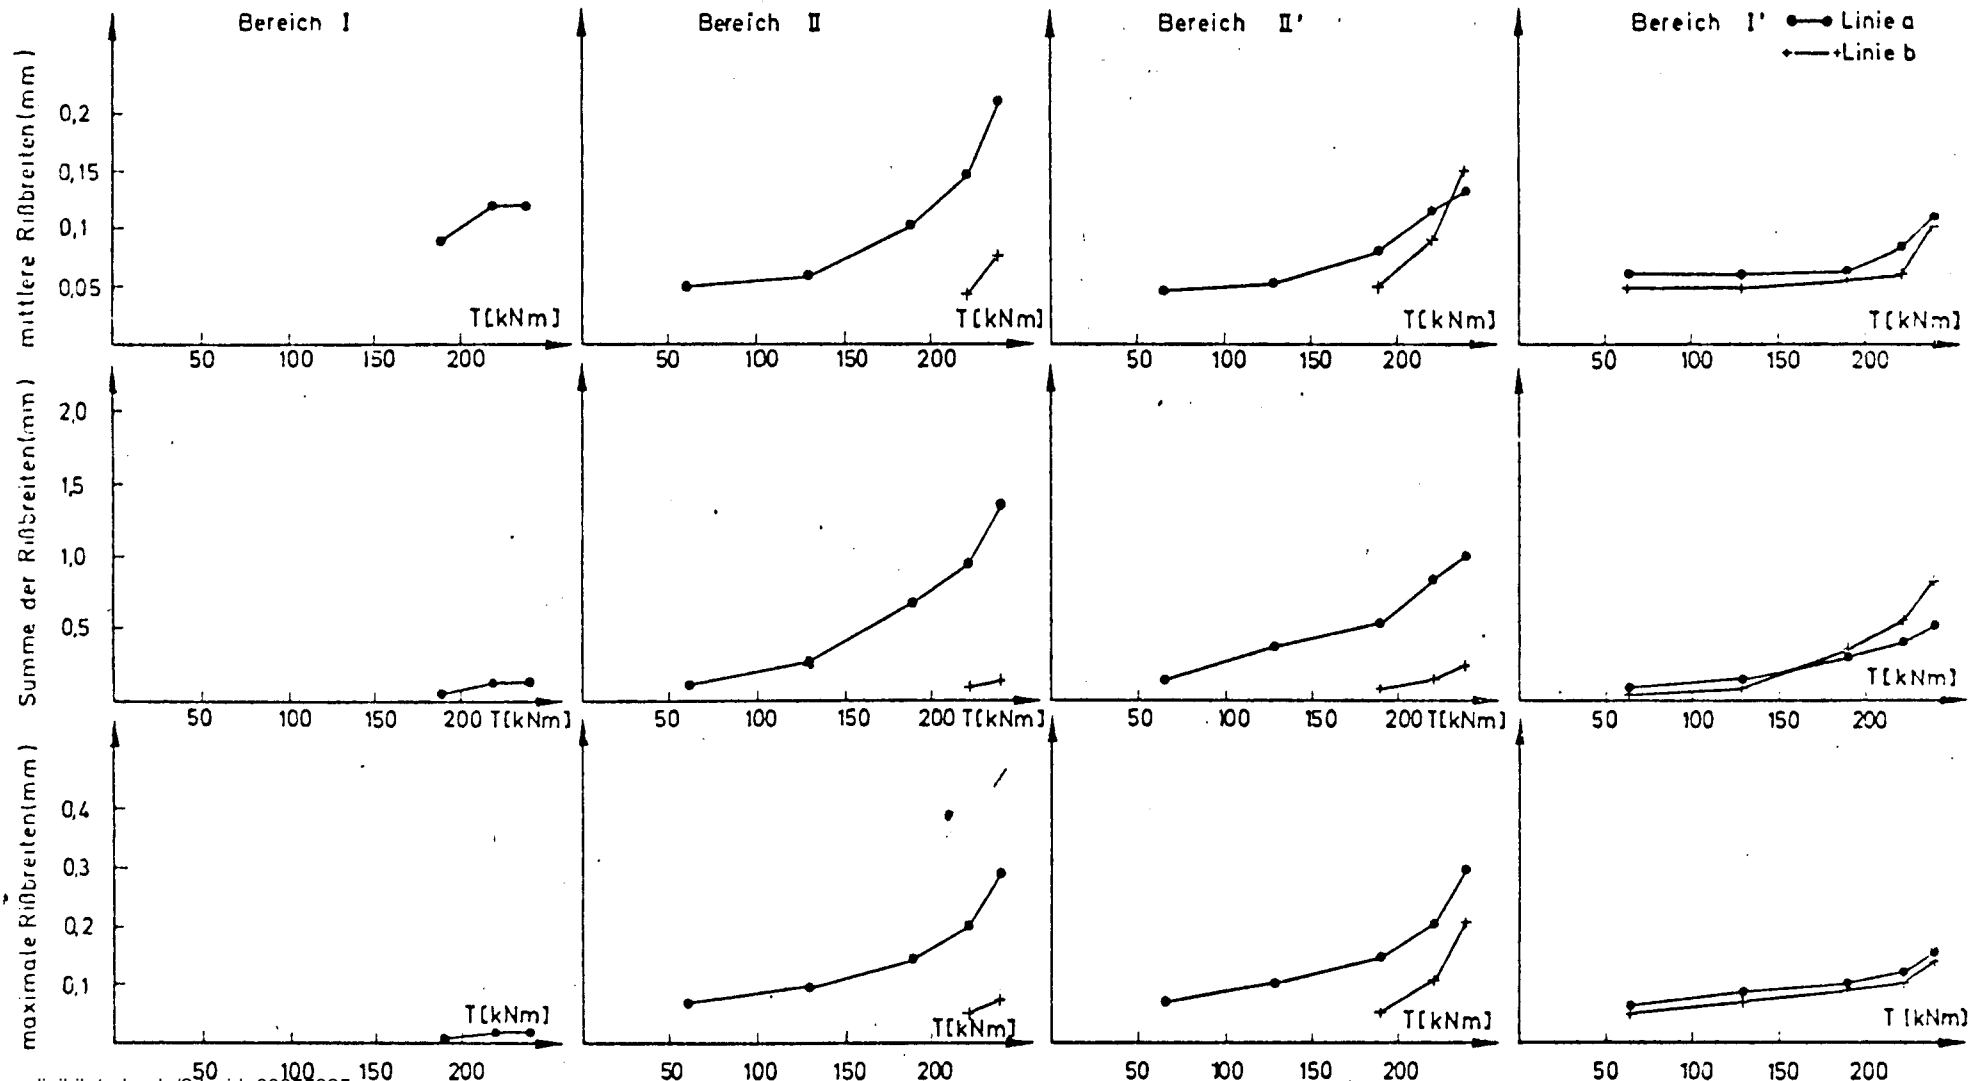 Bereich I
Bereich II
Bereich II'
Bereich I'
Linie a
Linie b
mittlere Rißbreiten(mm)
0,2
0,15
0,1
0,05
T[kNm]
T[kNm]
T[kNm]
T[kNm]
50 100 150 200
50 100 150 200
50 100 150 200
50 100 150 200
Summe der Rißbreiten(mm)
2,0
1,5
1,0
0,5
T[kNm]
50 100 150 200 T[kNm]
50 100 150 200 T[kNm]
50 100 150 200 T[kNm]
50 100 150 200
maximale Rißbreiten(mm
0,4
0,3
0,2
0,1
T[kNm]
T[kNm]
T[kNm]
T[kNm]
50 100 150 200
50 100 150 200
50 100 150 200
50 100 150 200